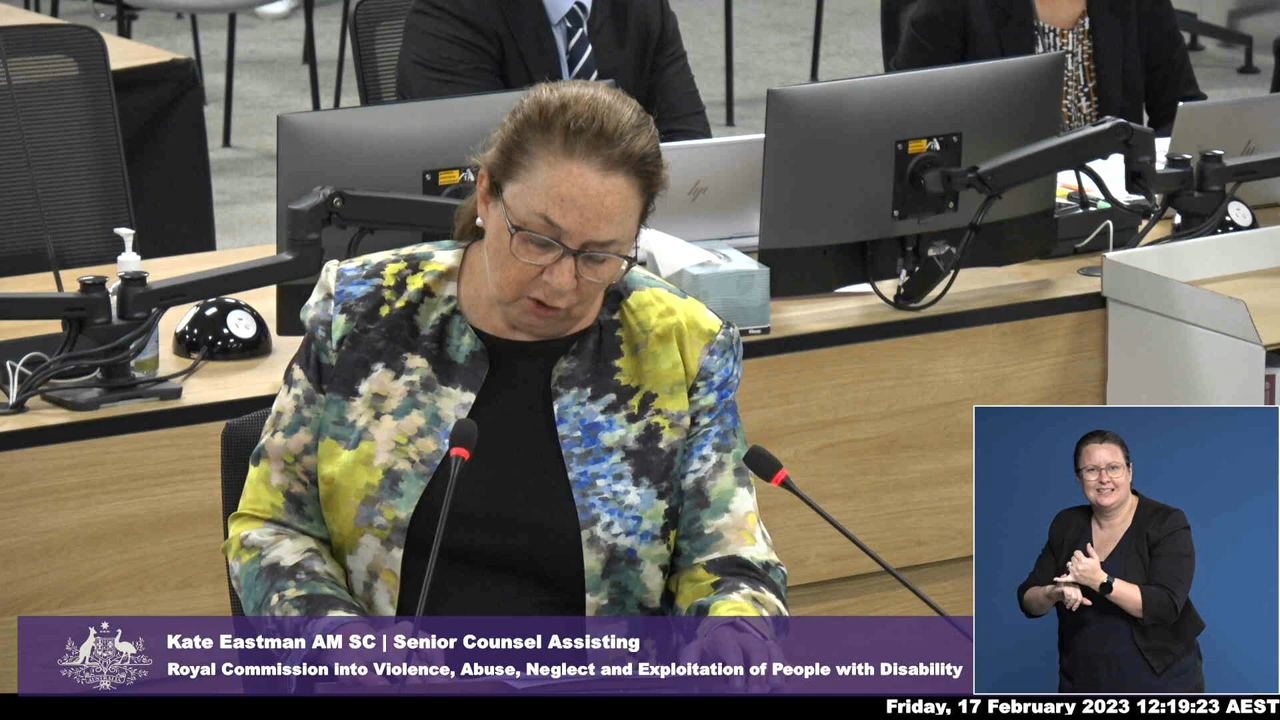 hp
Kate Eastman AM SC | Senior Counsel Assisting
Royal Commission into Violence, Abuse, Neglect and Exploitation of People with Disability
Friday, 17 February 2023 12:19:23 AEST